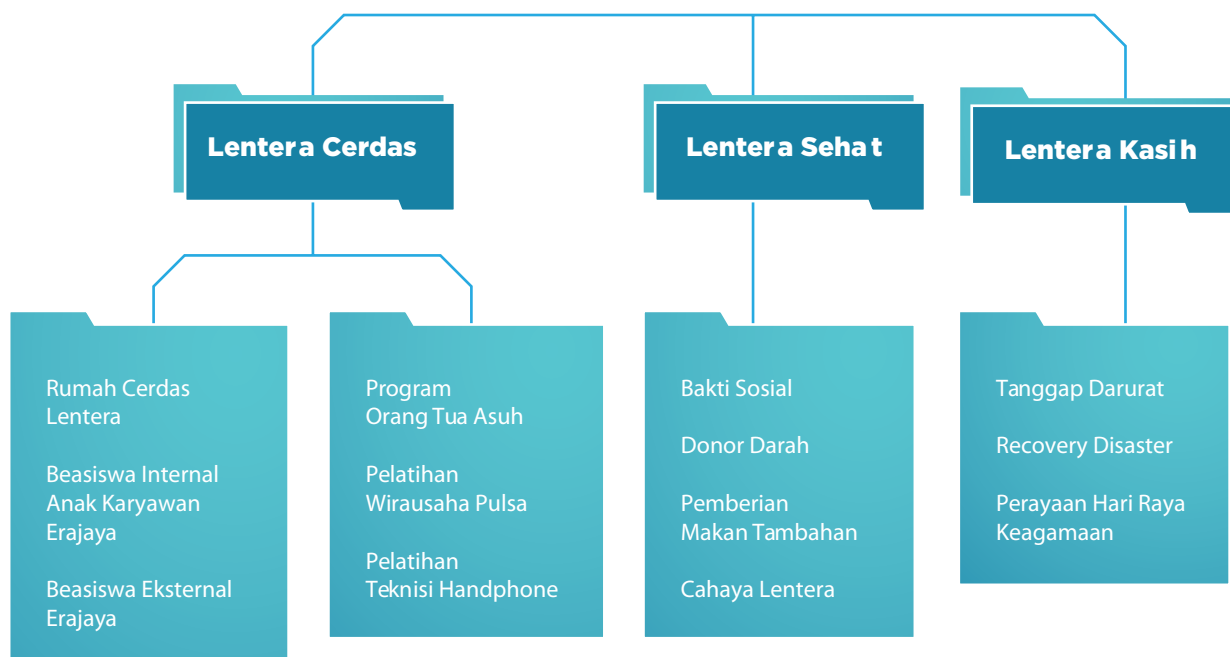 Lentera Cerdas
Lentera Sehat
Lentera Kasih
Rumah Cerdas
Lentera
Beasiswa Internal
Anak Karyawan
Erajaya
Beasiswa Eksternal
Erajaya
Program
Orang Tua Asuh
Pelatihan
Wirausaha Pulsa
Pelatihan
Teknisi Handphone
Bakti Sosial
Donor Darah
Pemberian
Makan Tambahan
Cahaya Lentera
Tanggap Darurat
Recovery Disaster
Perayaan Hari Raya
Keagamaan